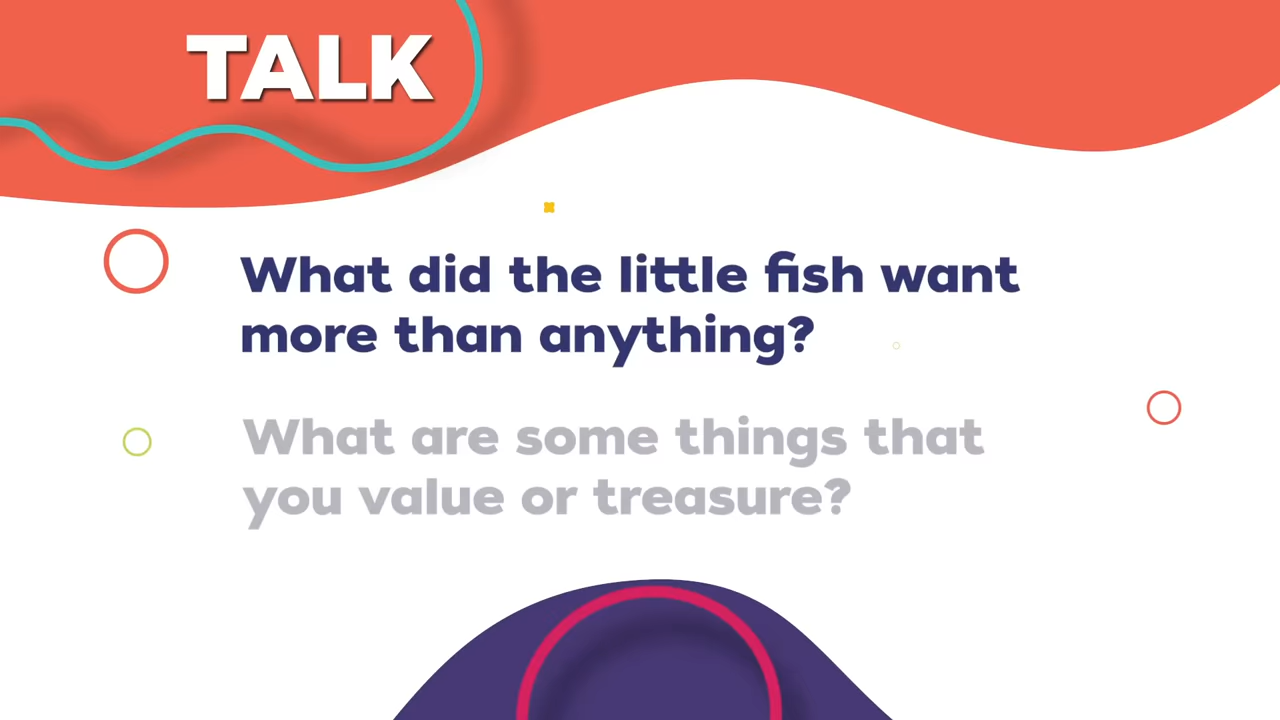 TALK
What did the little fish want
more than anything?
What are some things that
you value or treasure?